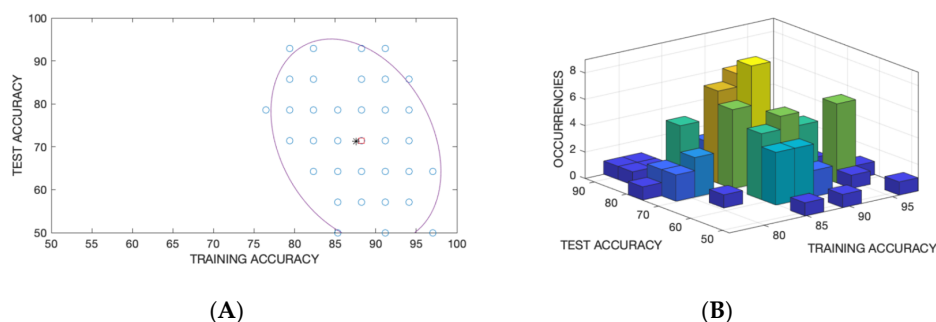 100
90
80
70
60
50
TEST ACCURACY
50 55 60 65 70 75 80 85 90 95 100
TRAINING ACCURACY
(A)
8
6
4
2
0
OCCURRENCIES
90
80
70
60
50
TEST ACCURACY
80
85
90
95
TRAINING ACCURACY
(B)